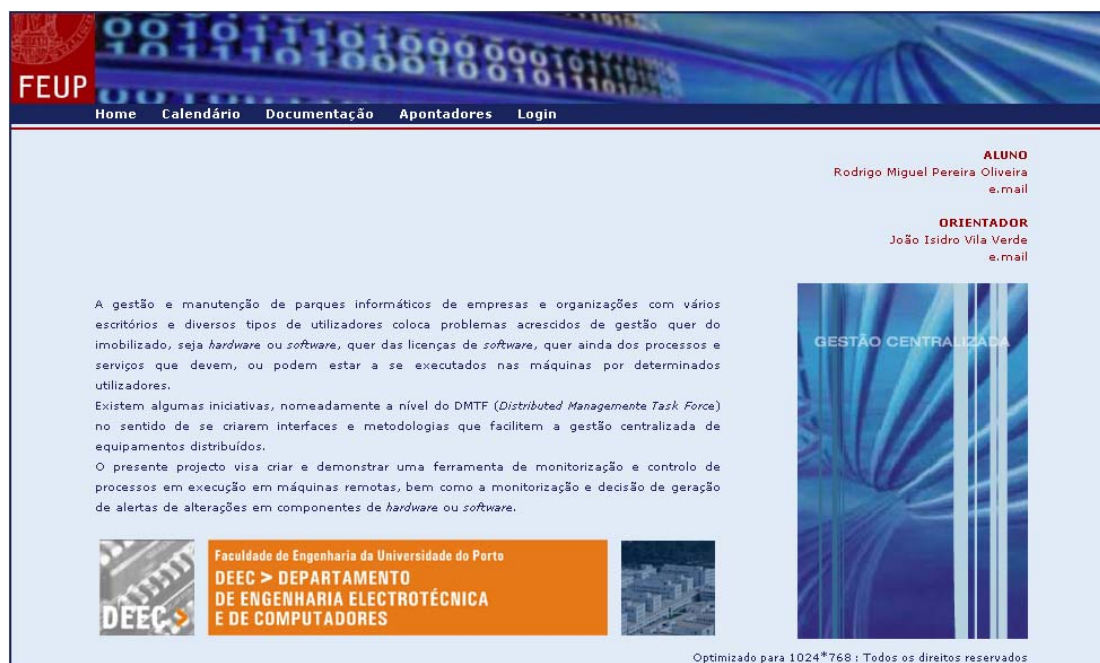 FEUP
Home Calendário Documentação Apontadores Login
ALUNO
Rodrigo Miguel Pereira Oliveira
e.mail
ORIENTADOR
João Isidro Vila Verde
e.mail
A gestão e manutenção de parques informáticos de empresas e organizações com vários
escritórios e diversos tipos de utilizadores coloca problemas acrescidos de gestão quer do
imobilizado, seja hardware ou software, quer das licenças de software, quer ainda dos processos e
serviços que devem, ou podem estar a se executados nas máquinas por determinados
utilizadores.
Existem algumas iniciativas, nomeadamente a nível do DMTF (Distributed Managemente Task Force)
no sentido de se criarem interfaces e metodologias que facilitem a gestão centralizada de
equipamentos distribuídos.
O presente projecto visa criar e demonstrar uma ferramenta de monitorização e controlo de
processos em execução em máquinas remotas, bem como a monitorização e decisão de geração
de alertas de alterações em componentes de hardware ou software.
GESTÃO CENTRALIZADA
DEEC>
Faculdade de Engenharia da Universidade do Porto
DEEC > DEPARTAMENTO
DE ENGENHARIA ELECTROTÉCNICA
E DE COMPUTADORES
Optimizado para 1024*768 : Todos os direitos reservados